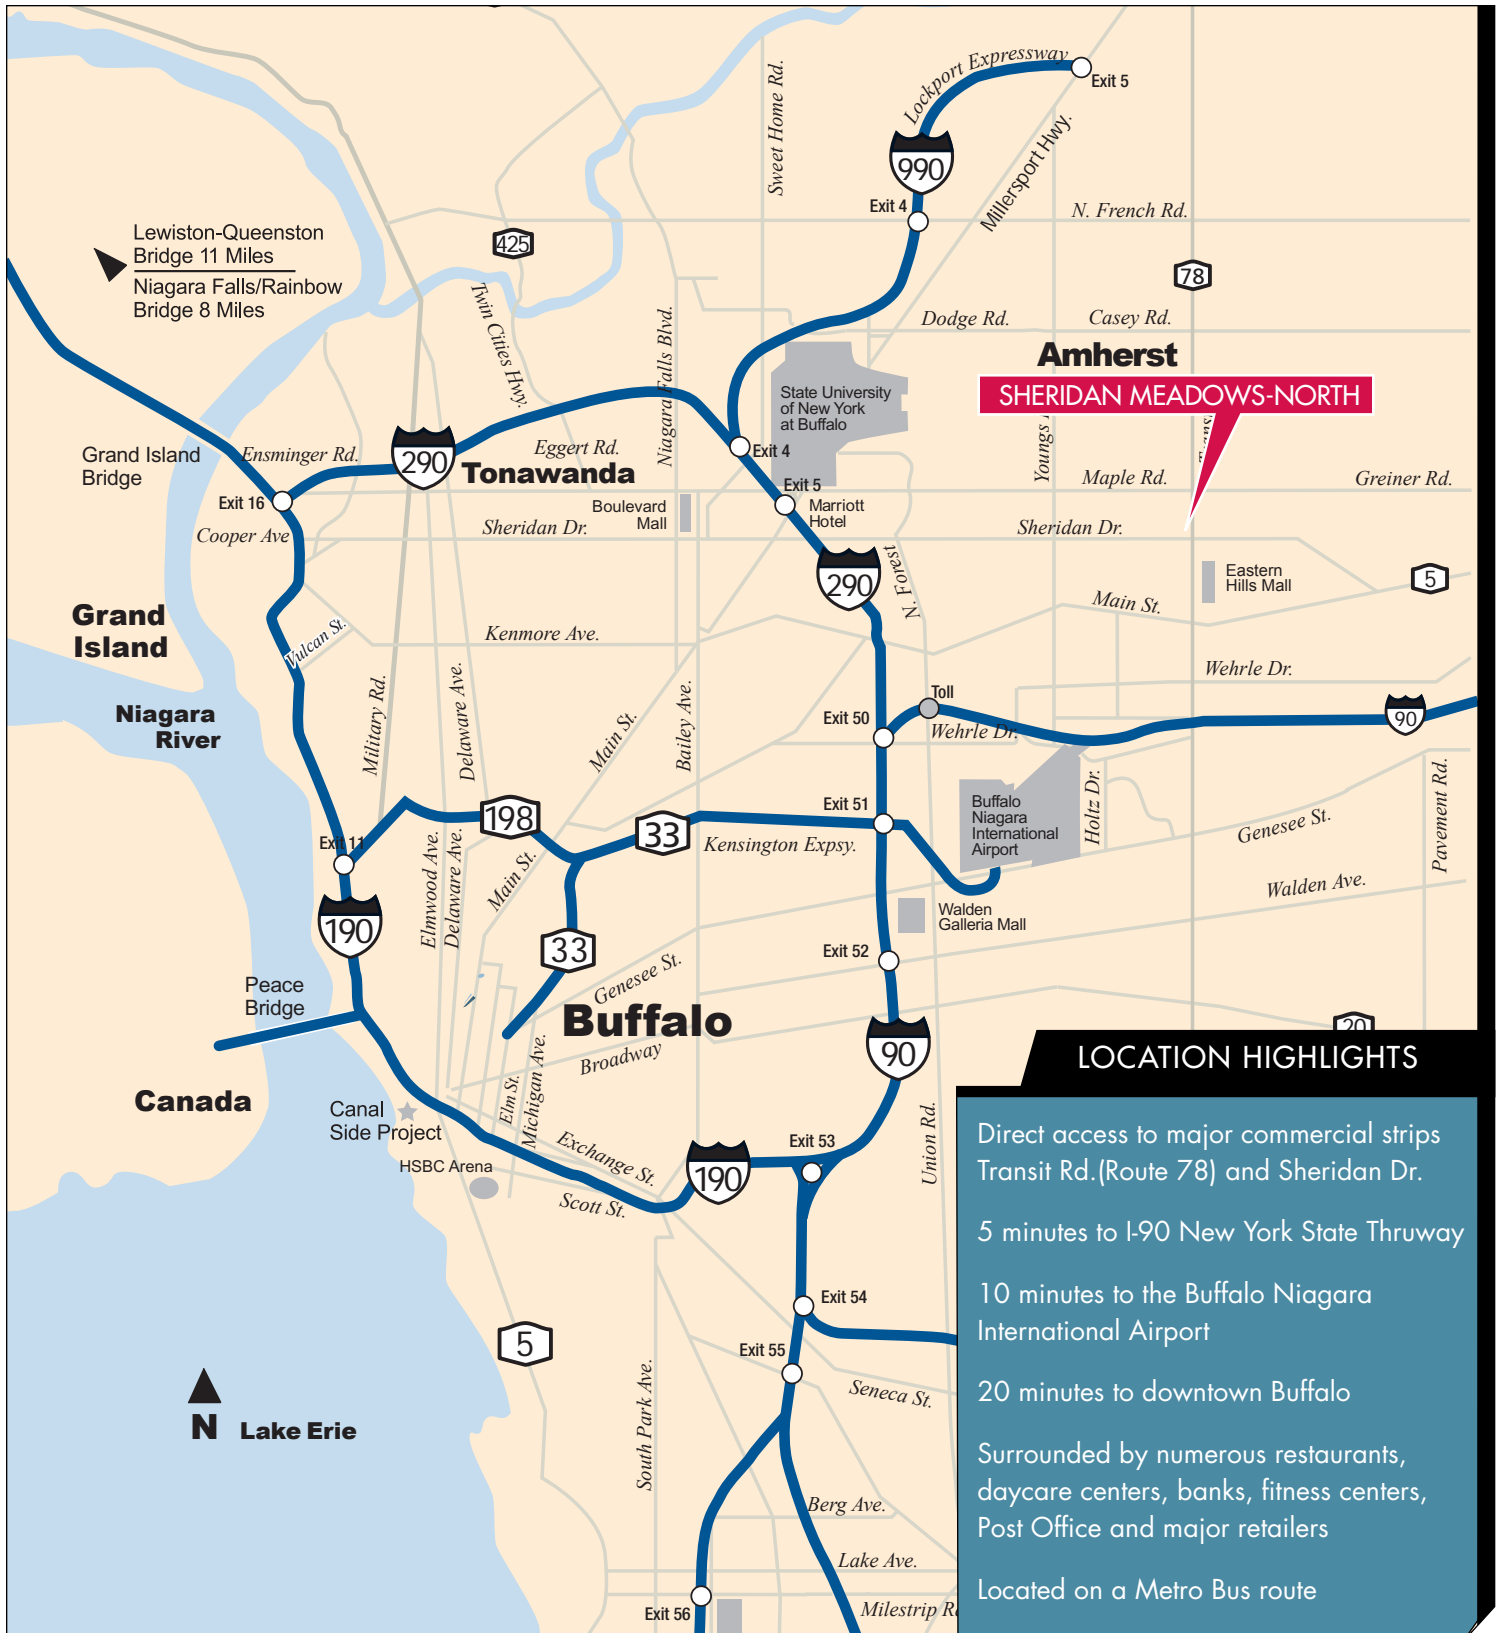 Lockport Expressway
Exit 5
Sweet Home Rd.
990
Millersport Hwy.
Exit 4
N. French Rd.
Lewiston-Queenston
Bridge 11 Miles
Niagara Falls/Rainbow
Bridge 8 Miles
425
78
Twin Cities Hwy.
Niagara Falls Blvd.
Dodge Rd.
Casey Rd.
Amherst
SHERIDAN MEADOWS-NORTH
State University
of New York
at Buffalo
Youngs
Grand Island
Bridge
Ensminger Rd.
290
Eggert Rd.
Tonawanda
Exit 4
Maple Rd.
Greiner Rd.
Exit 16
Exit 5
Boulevard
Mall
Marriott
Hotel
Cooper Ave
Sheridan Dr.
Sheridan Dr.
290
N. Forest
Eastern
Hills Mall
5
Grand
Island
Main St.
Vulcan St.
Kenmore Ave.
Wehrle Dr.
Niagara
River
Military Rd.
Delaware Ave.
Main St.
Bailey Ave.
Toll
Exit 50
Wehrle Dr.
90
198
33
Exit 51
Buffalo
Niagara
International
Airport
Holtz Dr.
Genesee St.
Pavement Rd.
Exit 11
Kensington Expsy.
Elmwood Ave.
Delaware Ave.
Main St.
Walden Ave.
190
33
Walden
Galleria Mall
Exit 52
Genesee St.
Peace
Bridge
Buffalo
Broadway
90
20
Canada
Elm St.
Michigan Ave.
Canal
Side Project
HSBC Arena
Exchange St.
Scott St.
190
Exit 53
Union Rd.
Exit 54
5
Exit 55
South Park Ave.
Seneca St.
N
Lake Erie
Berg Ave.
Lake Ave.
Exit 56
Milestrip
LOCATION HIGHLIGHTS
Direct access to major commercial strips
Transit Rd.(Route 78) and Sheridan Dr.
5 minutes to I-90 New York State Thruway
10 minutes to the Buffalo Niagara
International Airport
20 minutes to downtown Buffalo
Surrounded by numerous restaurants,
daycare centers, banks, fitness centers,
Post Office and major retailers
Located on a Metro Bus route